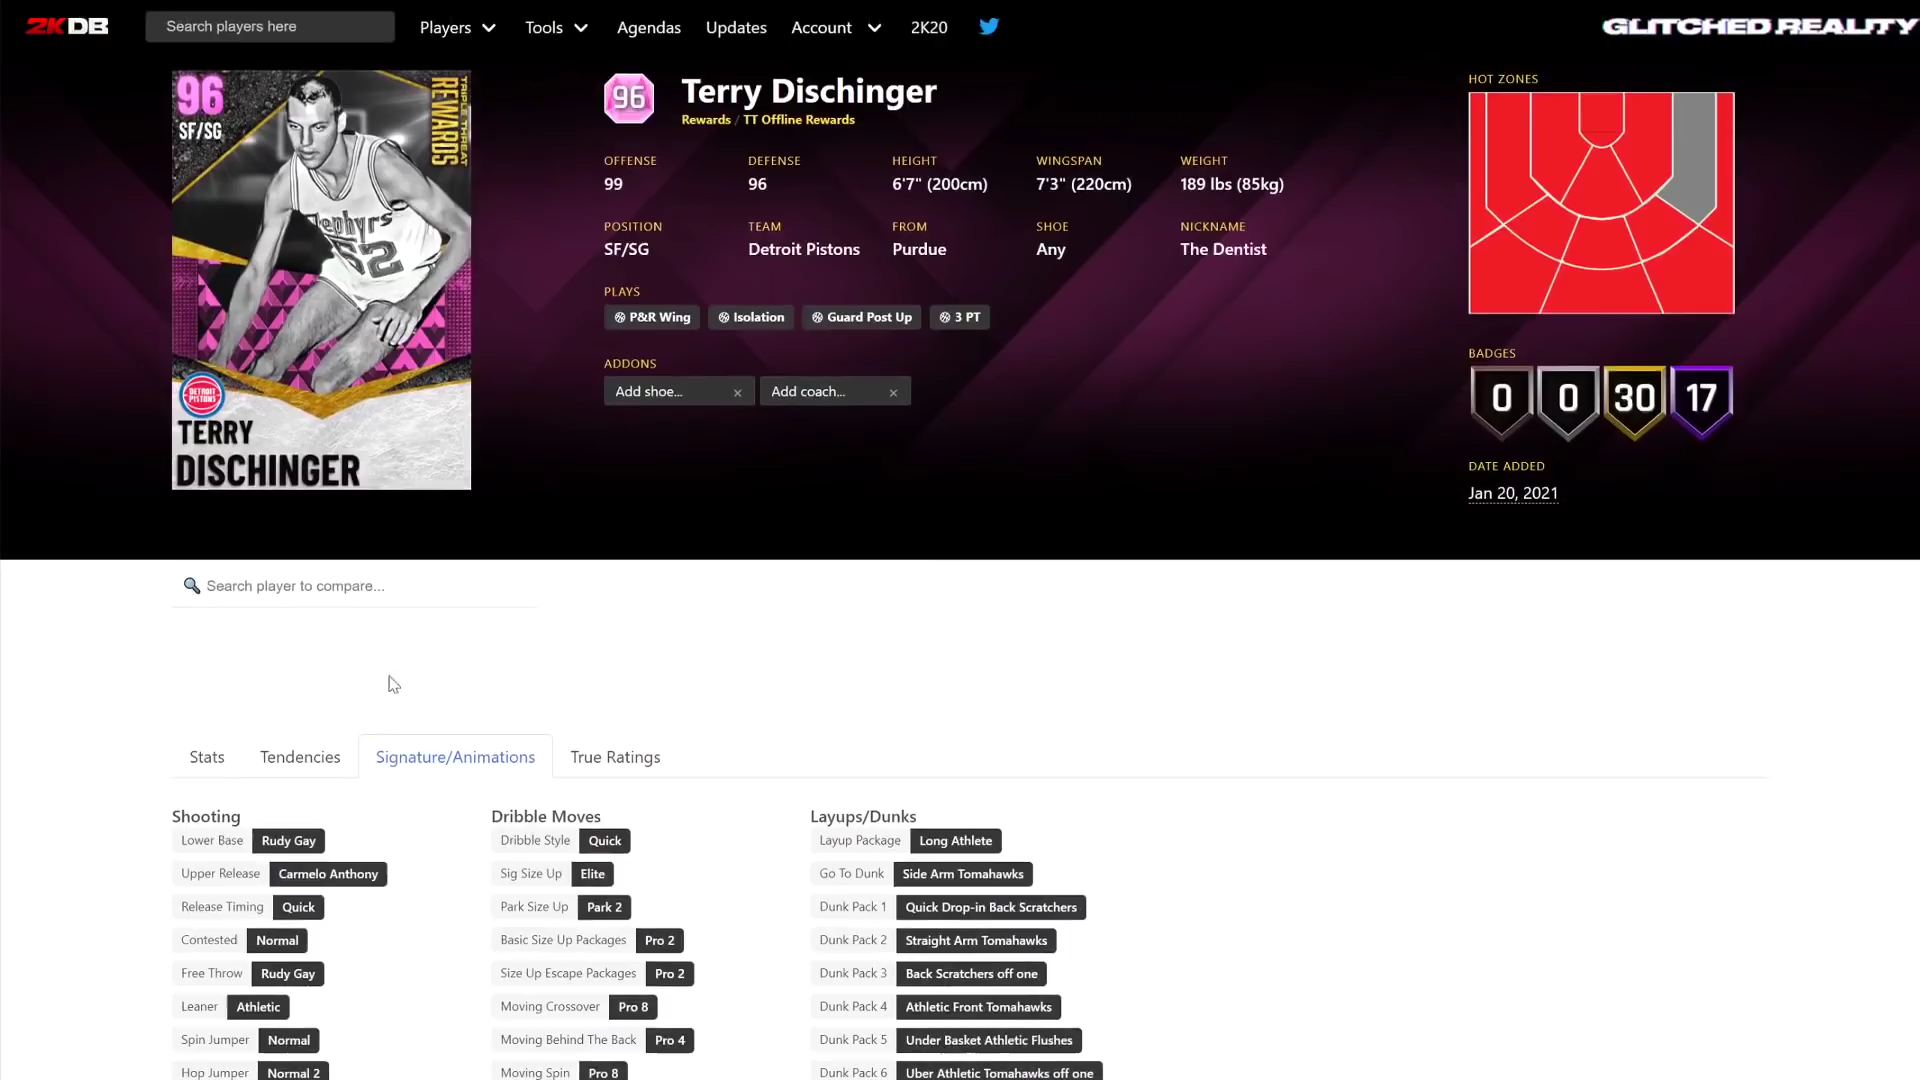 2KDB
Search players here
Players
Tools
Agendas
Updates
Account
2K20
GLITCHED REALITY
96
SF/SG
TRIPLE THREAT
REWARDS
Zephyrs
52
DETROIT
PISTONS
TERRY
DISCHINGER
96
Terry Dischinger
Rewards / TT Offline Rewards
OFFENSE
99
DEFENSE
96
HEIGHT
6'7" (200cm)
WINGSPAN
7'3" (220cm)
WEIGHT
189 lbs (85kg)
POSITION
SF/SG
TEAM
Detroit Pistons
FROM
Purdue
SHOE
Any
NICKNAME
The Dentist
PLAYS
P&R Wing
Isolation
Guard Post Up
3 PT
ADDONS
Add shoe... ×
Add coach... ×
HOT ZONES
BADGES
0
0
30
17
DATE ADDED
Jan 20, 2021
Search player to compare...
Stats
Tendencies
Signature/Animations
True Ratings
Shooting
Lower Base Rudy Gay
Upper Release Carmelo Anthony
Release Timing Quick
Contested Normal
Free Throw Rudy Gay
Leaner Athletic
Spin Jumper Normal
Hop Jumper Normal 2
Dribble Moves
Dribble Style Quick
Sig Size Up Elite
Park Size Up Park 2
Basic Size Up Packages Pro 2
Size Up Escape Packages Pro 2
Moving Crossover Pro 8
Moving Behind The Back Pro 4
Moving Spin Pro 8
Layups/Dunks
Layup Package Long Athlete
Go To Dunk Side Arm Tomahawks
Dunk Pack 1 Quick Drop-in Back Scratchers
Dunk Pack 2 Straight Arm Tomahawks
Dunk Pack 3 Back Scratchers off one
Dunk Pack 4 Athletic Front Tomahawks
Dunk Pack 5 Under Basket Athletic Flushes
Dunk Pack 6 Uber Athletic Tomahawks off one